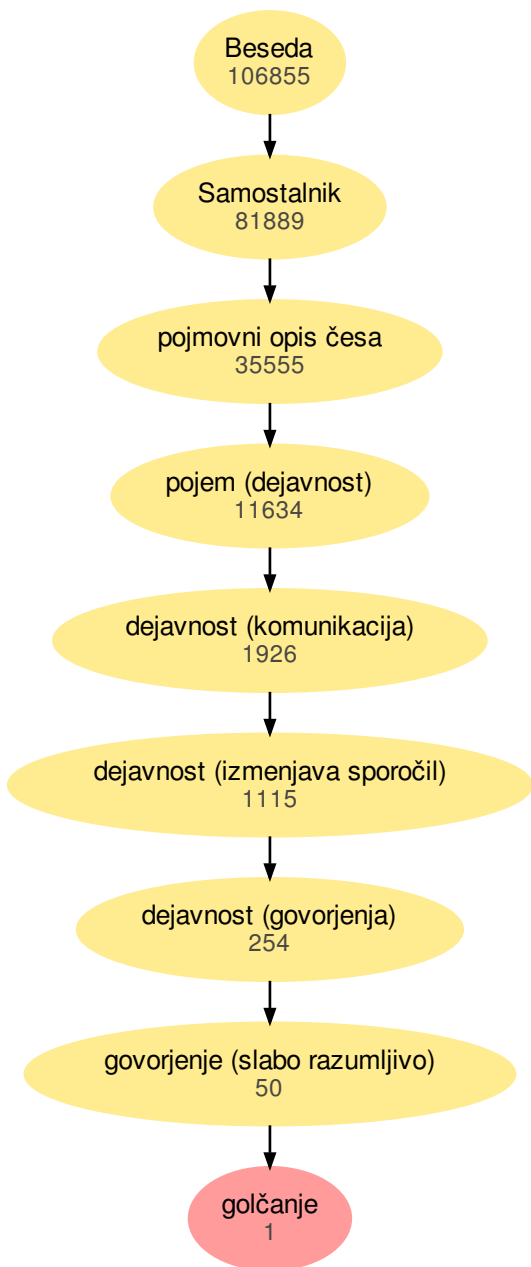 Beseda
106855
Samostalnik
81889
pojmovni opis česa
35555
pojem (dejavnost)
11634
dejavnost (komunikacija)
1926
dejavnost (izmenjava sporočil)
1115
dejavnost (govorjenja)
254
govorjenje (slabo razumljivo)
50
golčanje
1